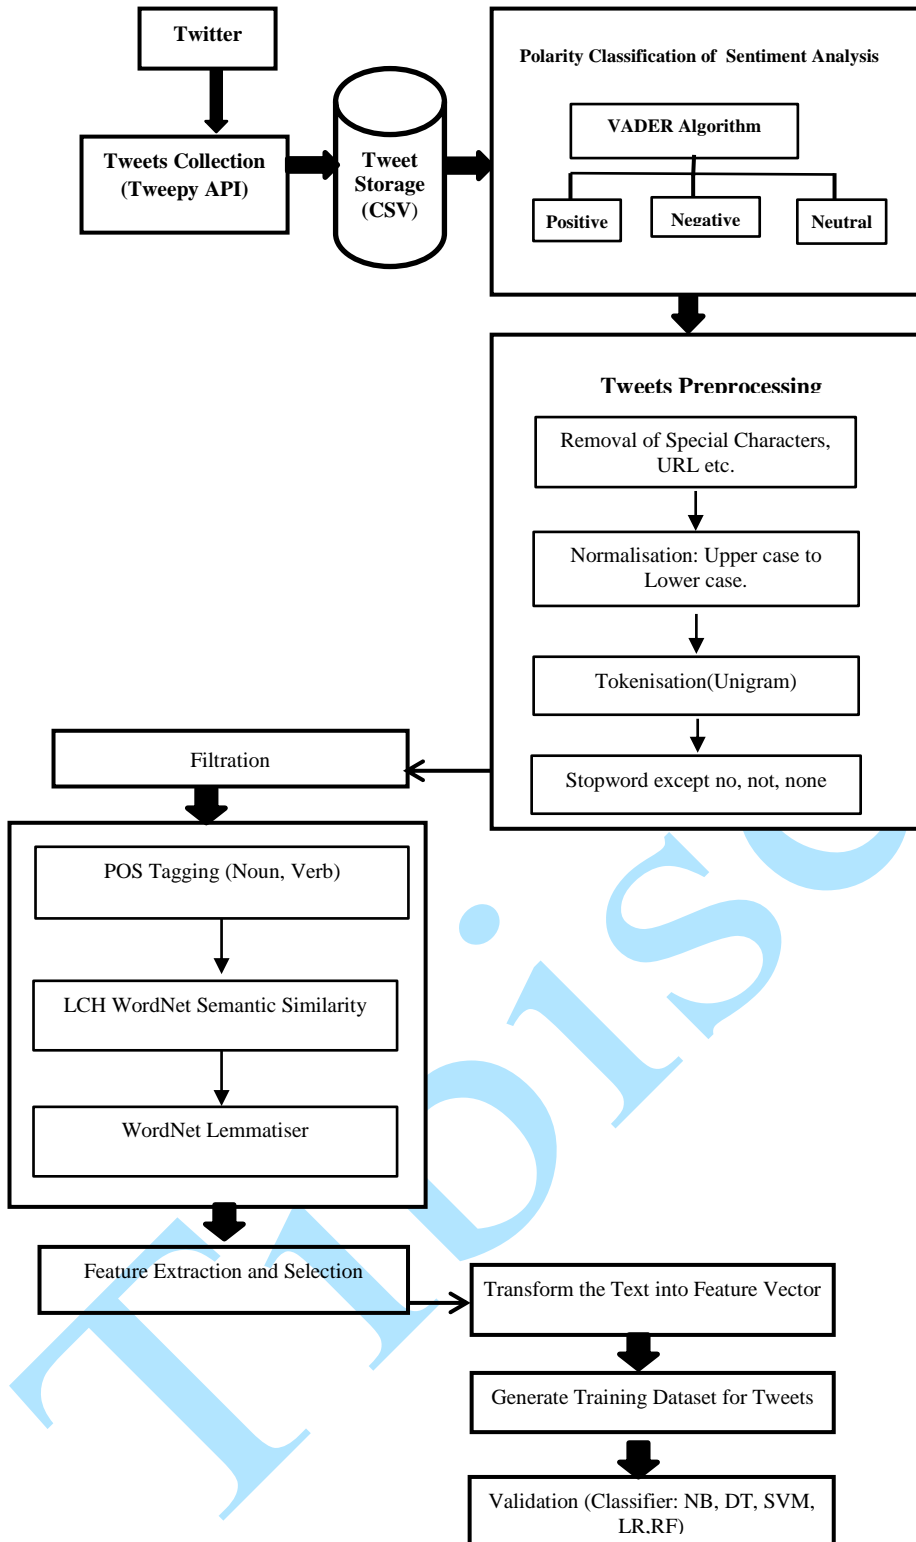 Twitter
Tweets Collection
(Tweepy API)
Tweet
Storage
(CSV)
Polarity Classification of Sentiment Analysis
VADER Algorithm
Positive
Negative
Neutral
Tweets Preprocessing
Removal of Special Characters,
URL etc.
Normalisation: Upper case to
Lower case.
Tokenisation(Unigram)
Stopword except no, not, none
Filtration
POS Tagging (Noun, Verb)
LCH WordNet Semantic Similarity
WordNet Lemmatiser
Feature Extraction and Selection
Transform the Text into Feature Vector
Generate Training Dataset for Tweets
Validation (Classifier: NB, DT, SVM,
LR,RF)